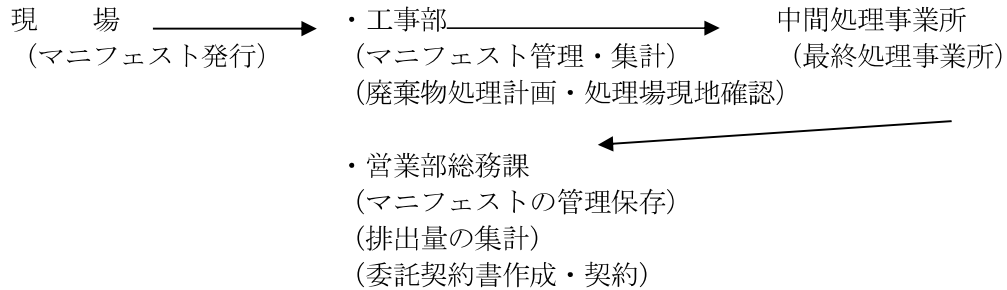 現　　場　　・工事部　　中間処理事業所
（マニフェスト発行）　（マニフェスト管理・集計）　（最終処理事業所）
（廃棄物処理計画・処理場現地確認）
・営業部総務課
（マニフェストの管理保存）
（排出量の集計）
（委託契約書作成・契約）